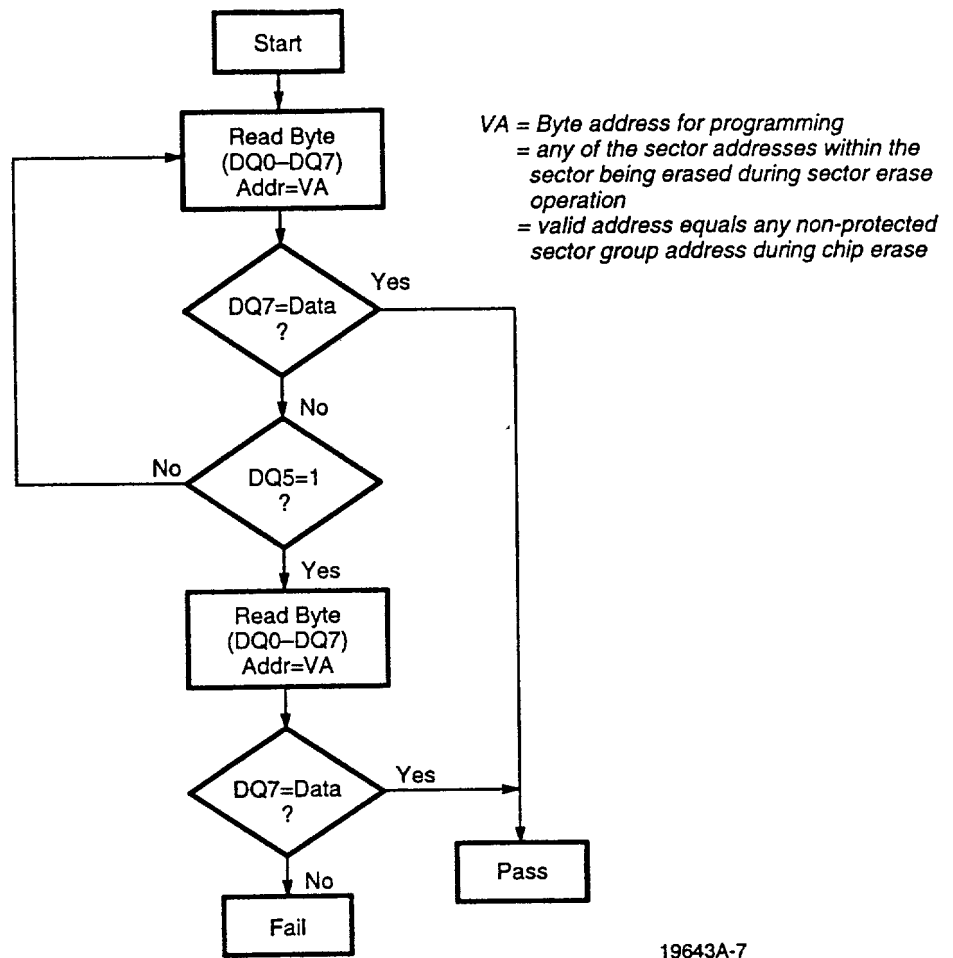 Start
Read Byte
(DQ0–DQ7)
Addr=VA
VA = Byte address for programming
= any of the sector addresses within the
sector being erased during sector erase
operation
= valid address equals any non-protected
sector group address during chip erase
DQ7=Data
?
Yes
No
DQ5=1
?
No
Yes
Read Byte
(DQ0–DQ7)
Addr=VA
DQ7=Data
?
Yes
No
Pass
Fail
19643A-7